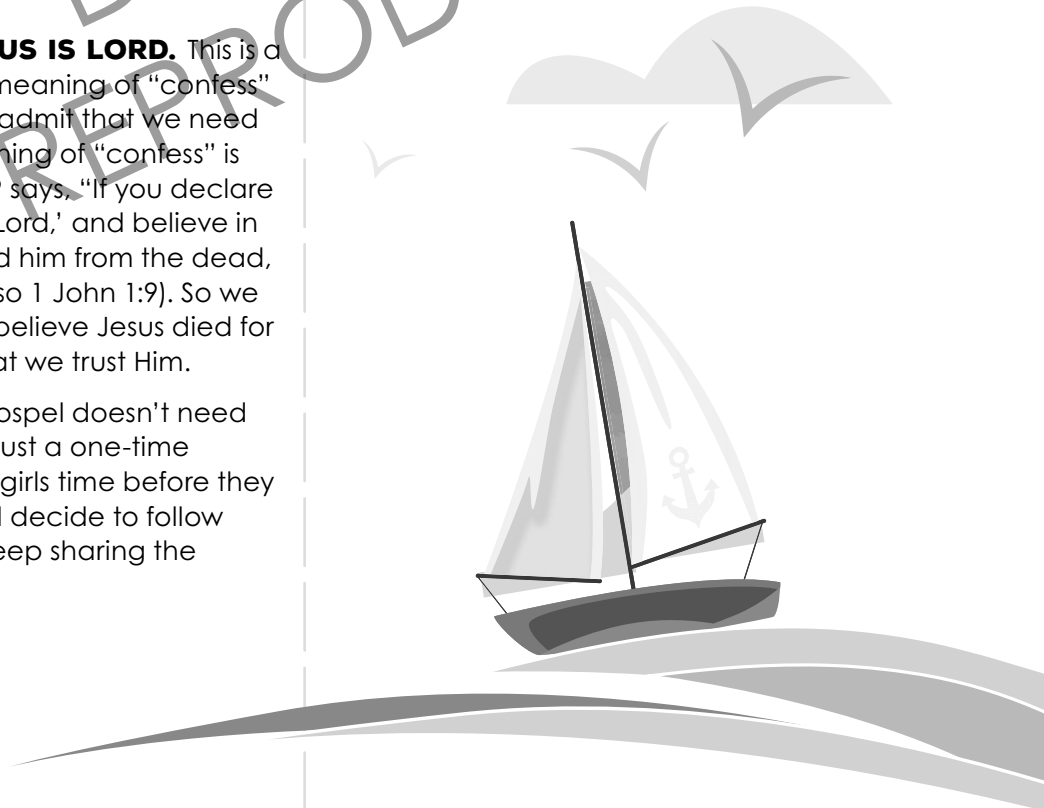 US IS LORD. This is a
meaning of “confess”
admit that we need
ning of “confess” is
says, “If you declare
Lord,’ and believe in
d him from the dead,
so 1 John 1:9). So we
believe Jesus died for
at we trust Him.
ospel doesn’t need
ust a one-time
girls time before they
decide to follow
eep sharing the
REPROD